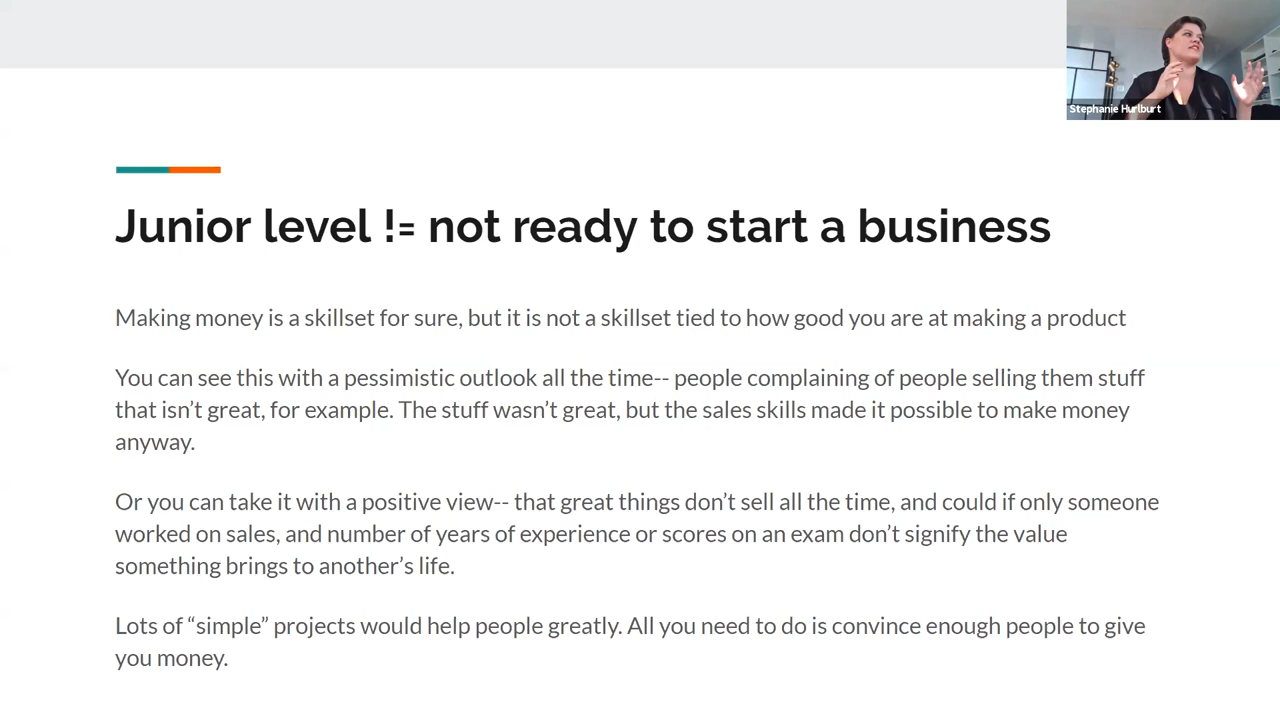 Stephanie Hurlburt
Junior level != not ready to start a business
Making money is a skillset for sure, but it is not a skillset tied to how good you are at making a product
You can see this with a pessimistic outlook all the time-- people complaining of people selling them stuff
that isn’t great, for example. The stuff wasn’t great, but the sales skills made it possible to make money
anyway.
Or you can take it with a positive view-- that great things don’t sell all the time, and could if only someone
worked on sales, and number of years of experience or scores on an exam don’t signify the value
something brings to another’s life.
Lots of “simple” projects would help people greatly. All you need to do is convince enough people to give
you money.